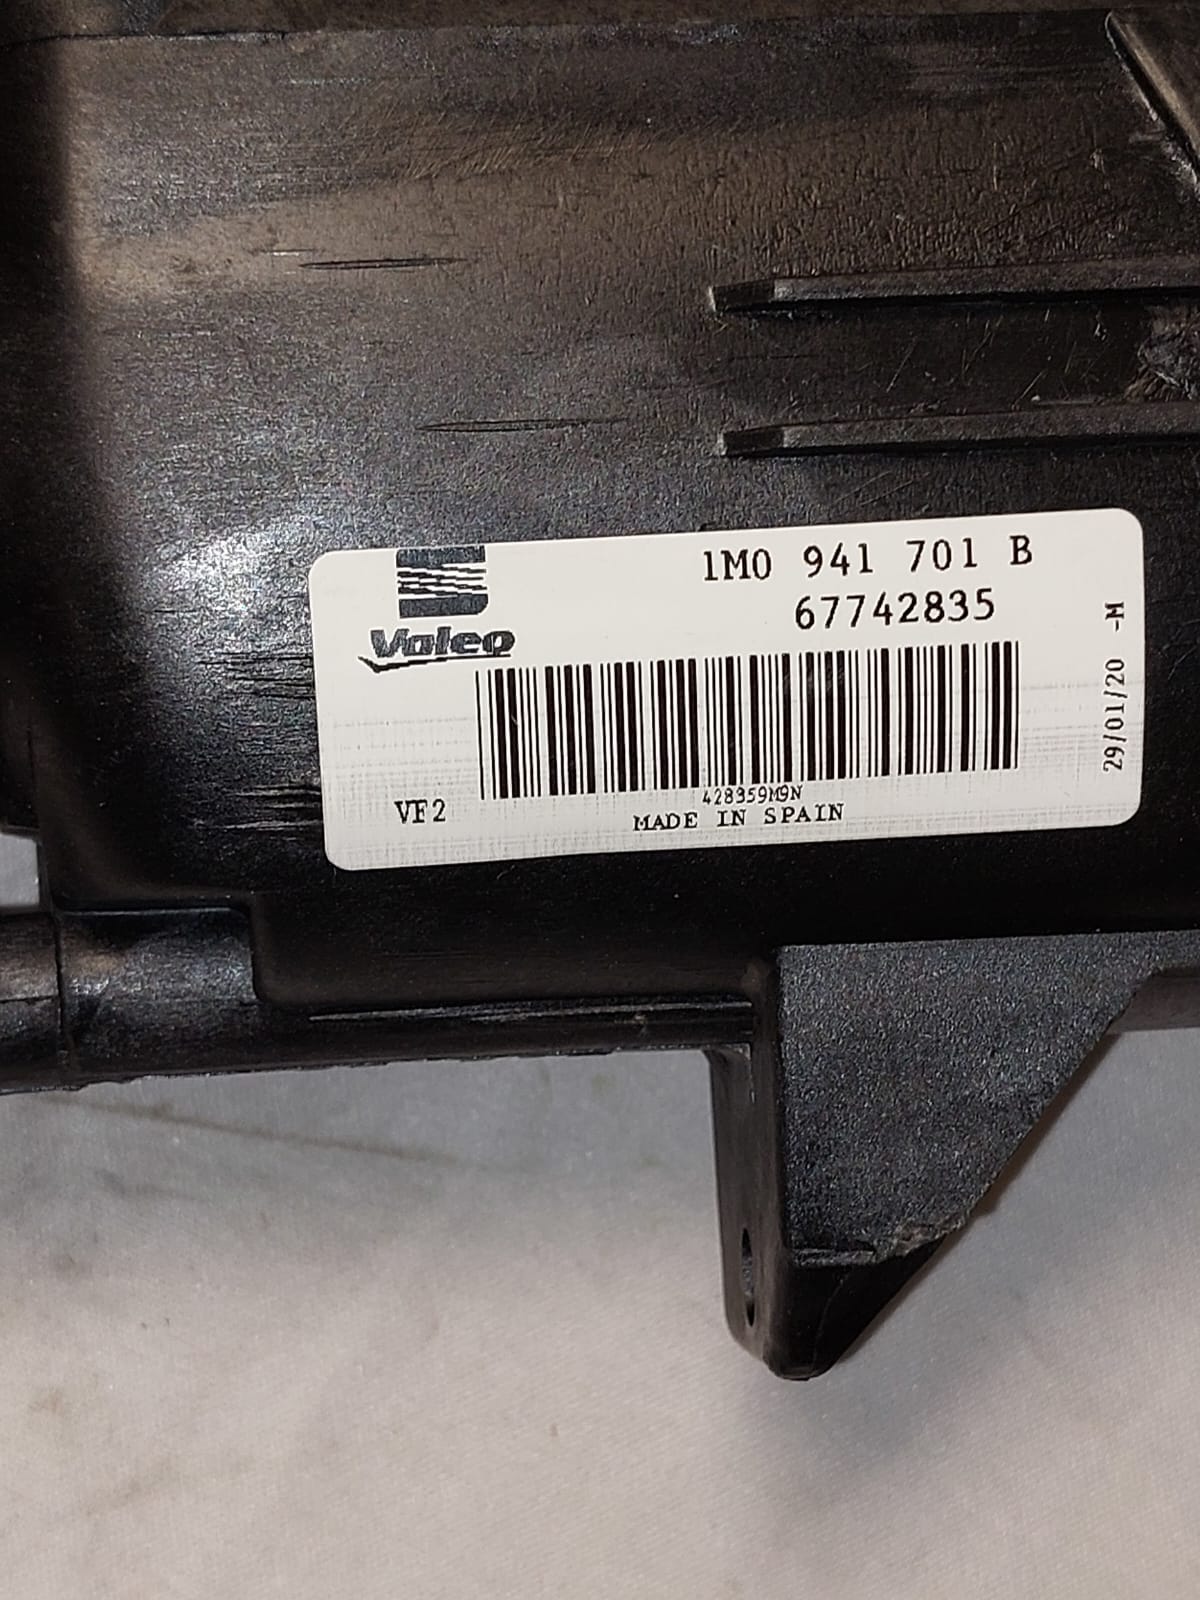 1M0 941 701 B
67742835
Valeo
29/01/20 -M
VF2
428359M9N
MADE IN SPAIN